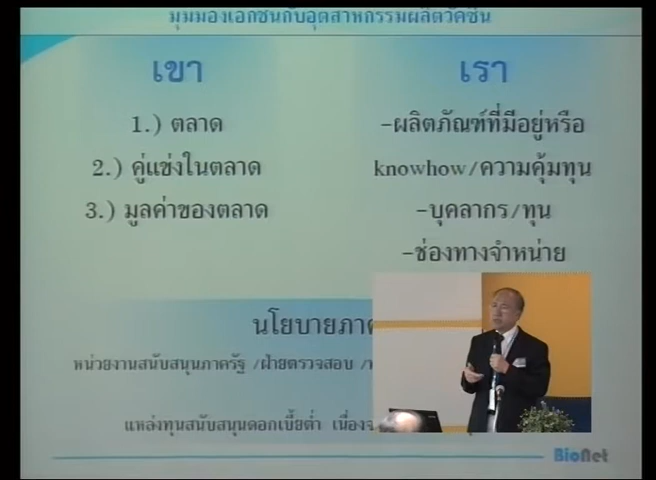 มุมมองเอกชนกับอุตสาหกรรมผลิตวัคซีน
เขา
1.) ตลาด
2.) คู่แข่งในตลาด
3.) มูลค่าของตลาด
เรา
-ผลิตภัณฑ์ที่มีอยู่หรือ
knowhow/ความคุ้มทุน
-บุคลากร/ทุน
-ช่องทางจำหน่าย
นโยบายภาค
หน่วยงานสนับสนุนภาครัฐ /ฝ่ายตรวจสอบ
แหล่งทุนสนับสนุนดอกเบี้ยต่ำ
BioNet